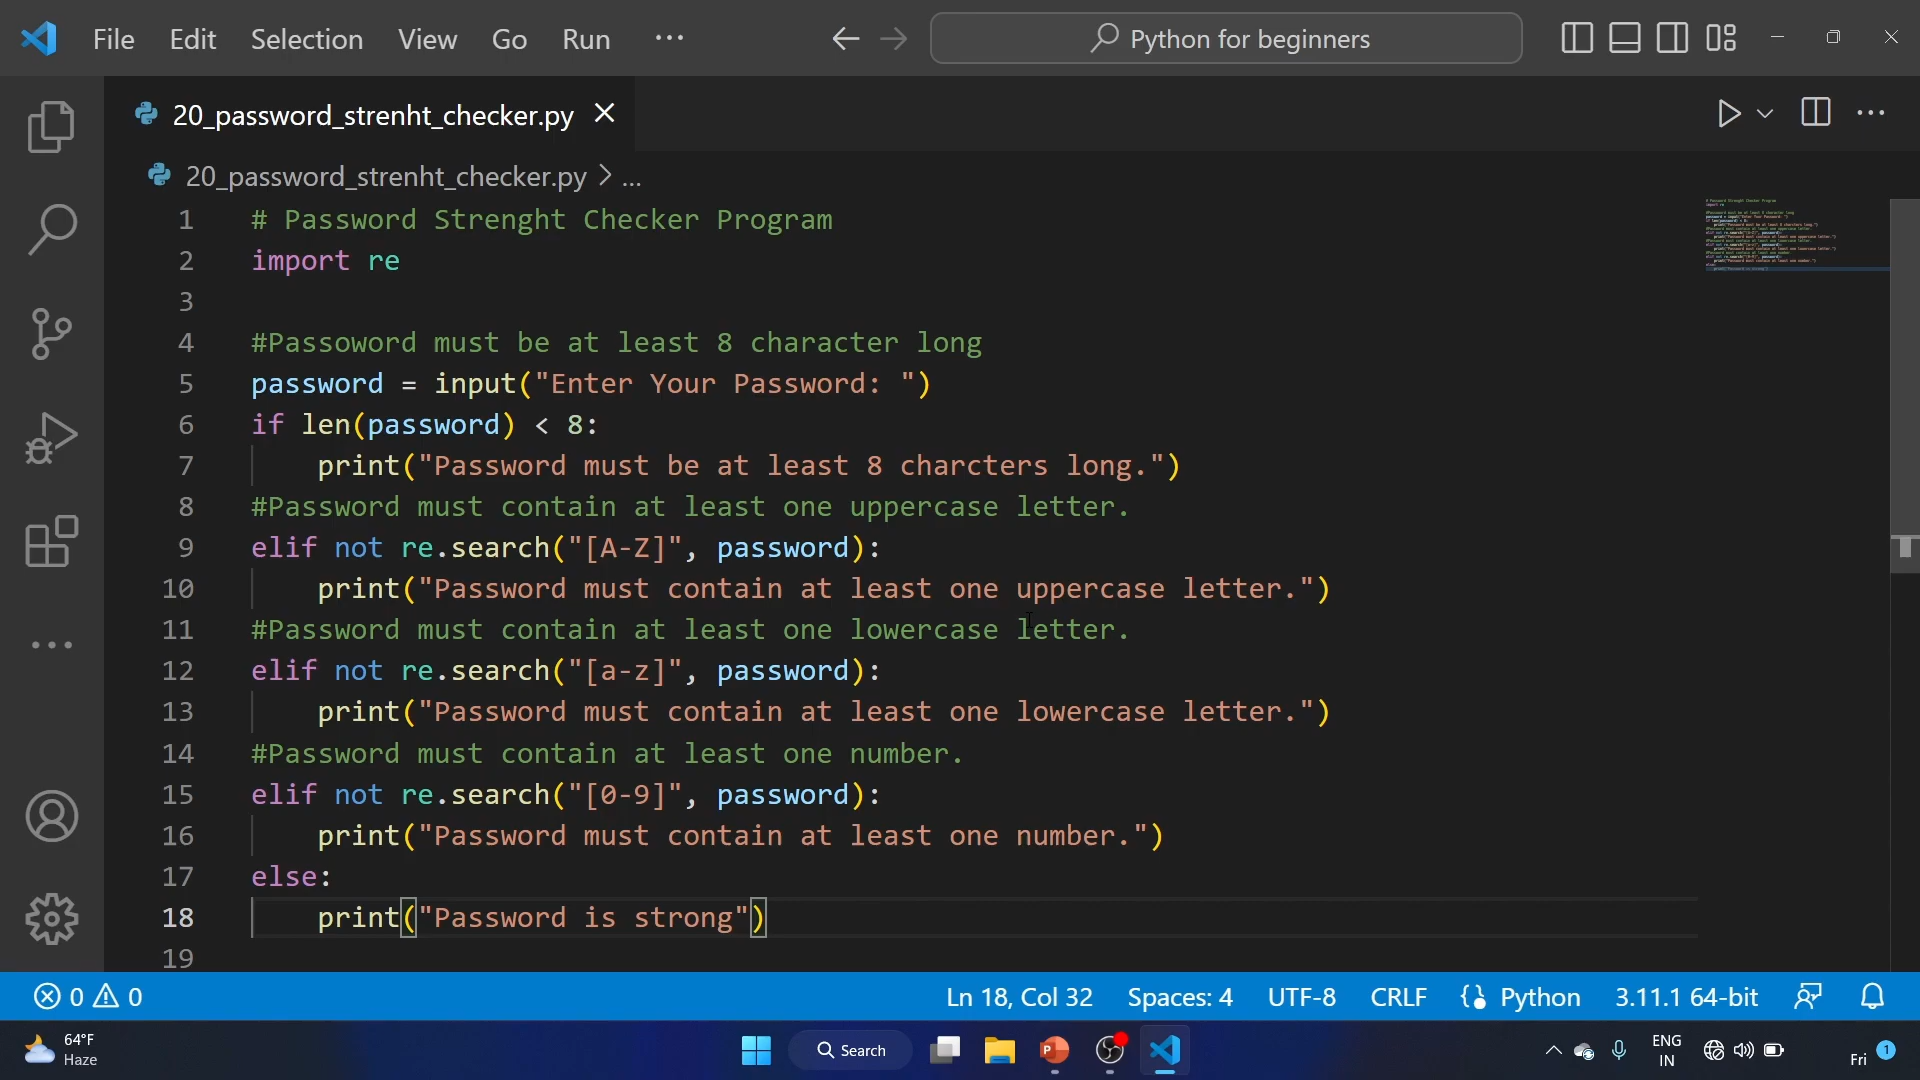 File Edit Selection View Go Run ···
Python for beginners
20_password_strenht_checker.py
20_password_strenht_checker.py > ...
1 # Password Strenght Checker Program
2 import re
3
4 #Passoword must be at least 8 character long
5 password = input("Enter Your Password: ")
6 if len(password) < 8:
7 print("Password must be at least 8 charcters long.")
8 #Password must contain at least one uppercase letter.
9 elif not re.search("[A-Z]", password):
10 print("Password must contain at least one uppercase letter.")
11 #Password must contain at least one lowercase letter.
12 elif not re.search("[a-z]", password):
13 print("Password must contain at least one lowercase letter.")
14 #Password must contain at least one number.
15 elif not re.search("[0-9]", password):
16 print("Password must contain at least one number.")
17 else:
18 print("Password is strong")
19
0 0 Ln 18, Col 32 Spaces: 4 UTF-8 CRLF {} Python 3.11.1 64-bit
64°F
Haze
Search
P
ENG
IN
Fri 1